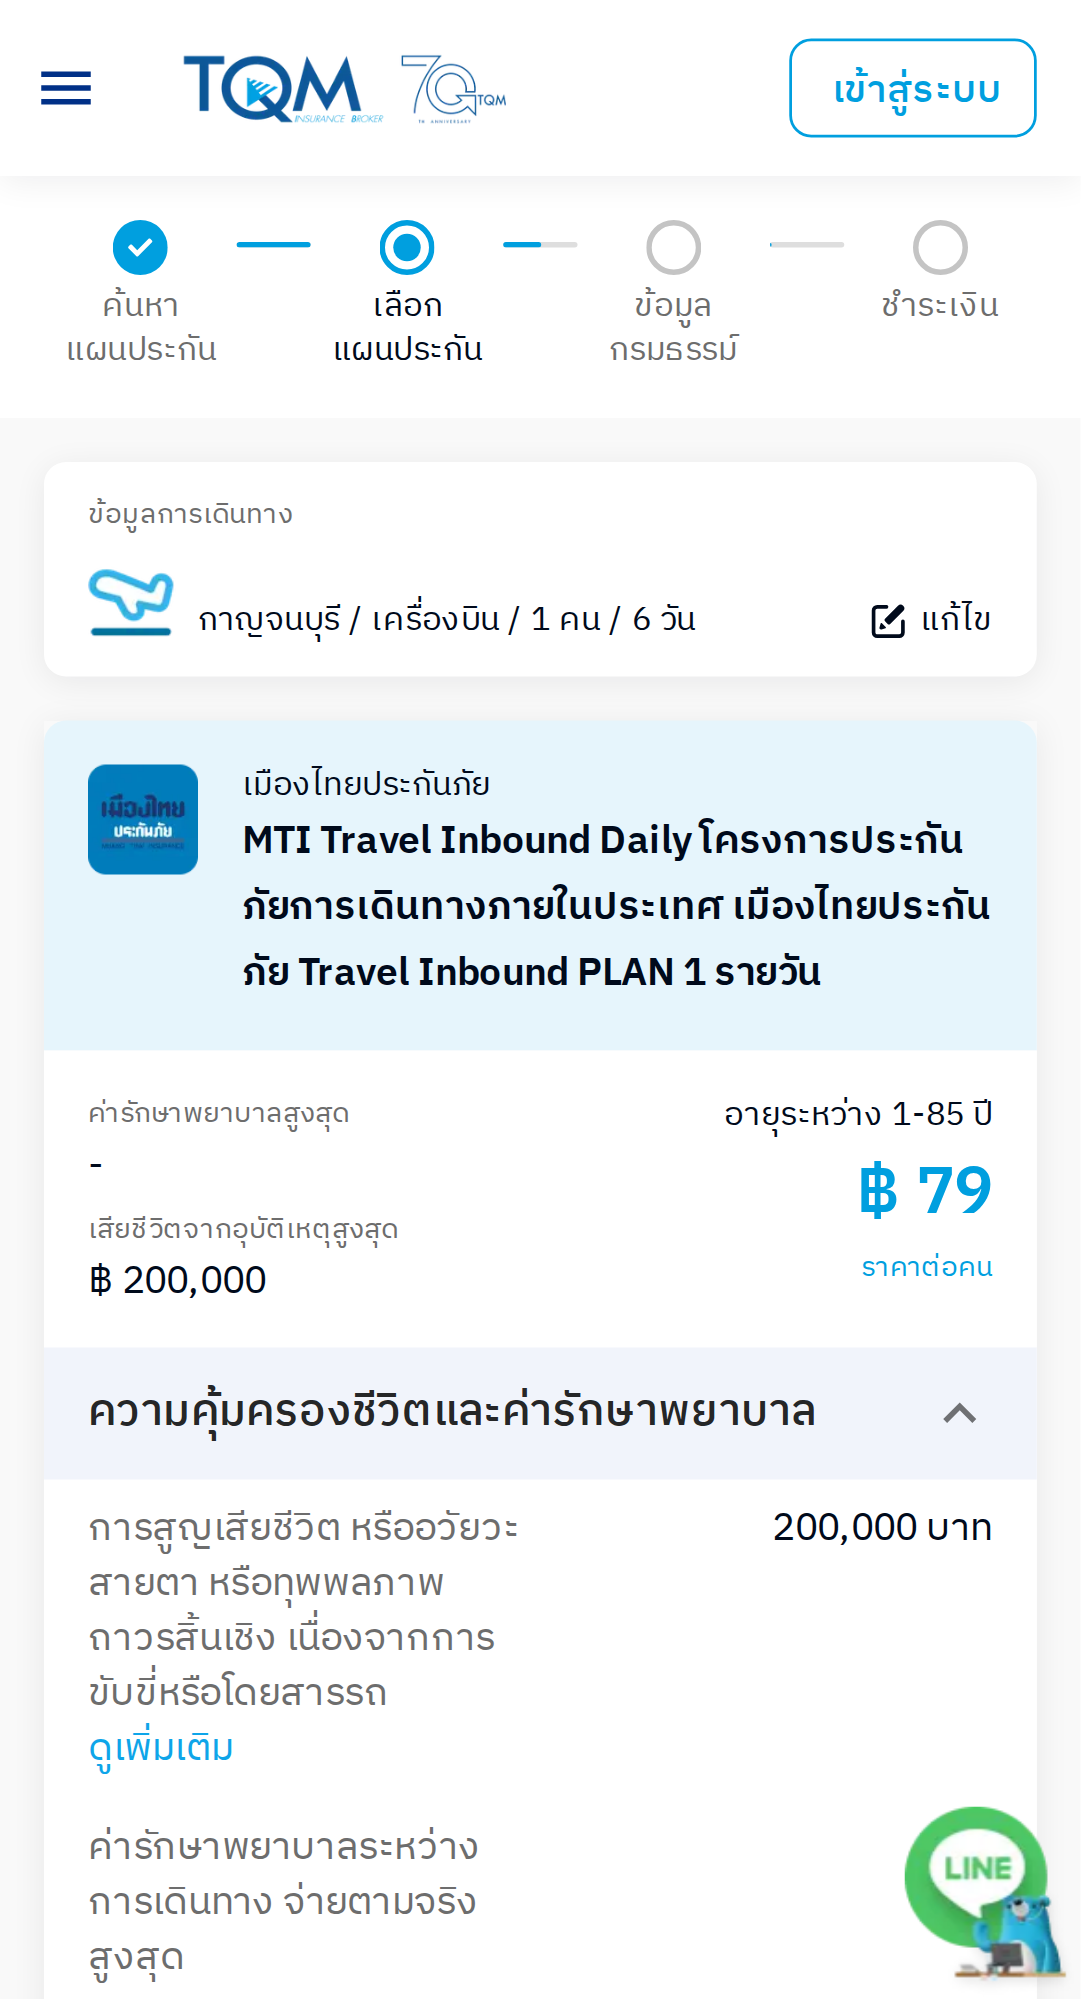 TQM
INSURANCE BROKER
70 TQM
TH ANNIVERSARY
เข้าสู่ระบบ
ค้นหา
แผนประกัน
เลือก
แผนประกัน
ข้อมูล
กรมธรรม์
ชำระเงิน
ข้อมูลการเดินทาง
กาญจนบุรี / เครื่องบิน / 1 คน / 6 วัน
แก้ไข
เมืองไทย
ประกันภัย
เมืองไทยประกันภัย
MTI Travel Inbound Daily โครงการประกัน
ภัยการเดินทางภายในประเทศ เมืองไทยประกัน
ภัย Travel Inbound PLAN 1 รายวัน
ค่ารักษาพยาบาลสูงสุด
-
เสียชีวิตจากอุบัติเหตุสูงสุด
฿ 200,000
อายุระหว่าง 1-85 ปี
฿ 79
ราคาต่อคน
ความคุ้มครองชีวิตและค่ารักษาพยาบาล
การสูญเสียชีวิต หรืออวัยวะ
สายตา หรือทุพพลภาพ
ถาวรสิ้นเชิง เนื่องจากการ
ขับขี่หรือโดยสารรถ
ดูเพิ่มเติม
200,000 บาท
ค่ารักษาพยาบาลระหว่าง
การเดินทาง จ่ายตามจริง
สูงสุด
LINE